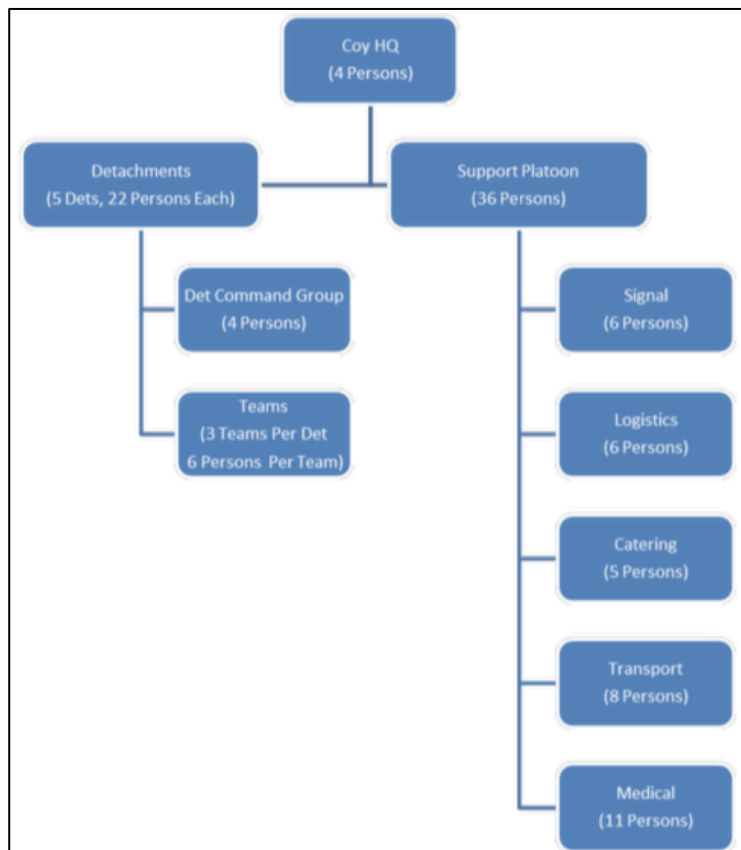 Coy HQ
(4 Persons)
Detachments
(5 Dets, 22 Persons Each)
Support Platoon
(36 Persons)
Det Command Group
(4 Persons)
Teams
(3 Teams Per Det
6 Persons Per Team)
Signal
(6 Persons)
Logistics
(6 Persons)
Catering
(5 Persons)
Transport
(8 Persons)
Medical
(11 Persons)